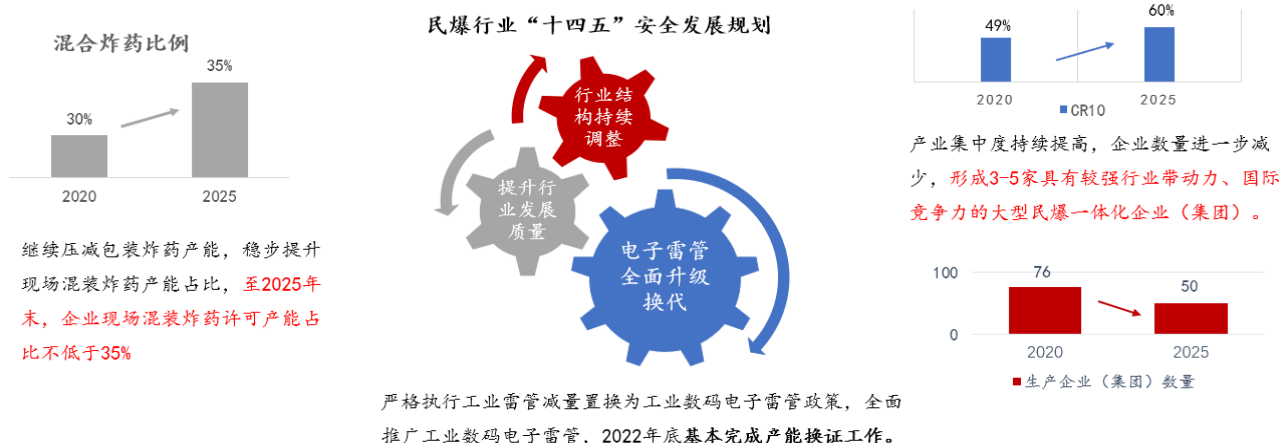 民爆行业“十四五”安全发展规划
混合炸药比例
30%
35%
2020
2025
继续压减包装炸药产能，稳步提升
现场混装炸药产能占比，至2025年
末，企业现场混装炸药许可产能占
比不低于35%
行业结
构持续
调整
提升行
业发展
质量
电子雷管
全面升级
换代
严格执行工业雷管减量置换为工业数码电子雷管政策，全面
推广工业数码电子雷管，2022年底基本完成产能换证工作。
49%
60%
2020
2025
CR10
产业集中度持续提高，企业数量进一步减
少，形成3-5家具有较强行业带动力、国际
竞争力的大型民爆一体化企业（集团）。
100
0
76
50
2020
2025
生产企业（集团）数量